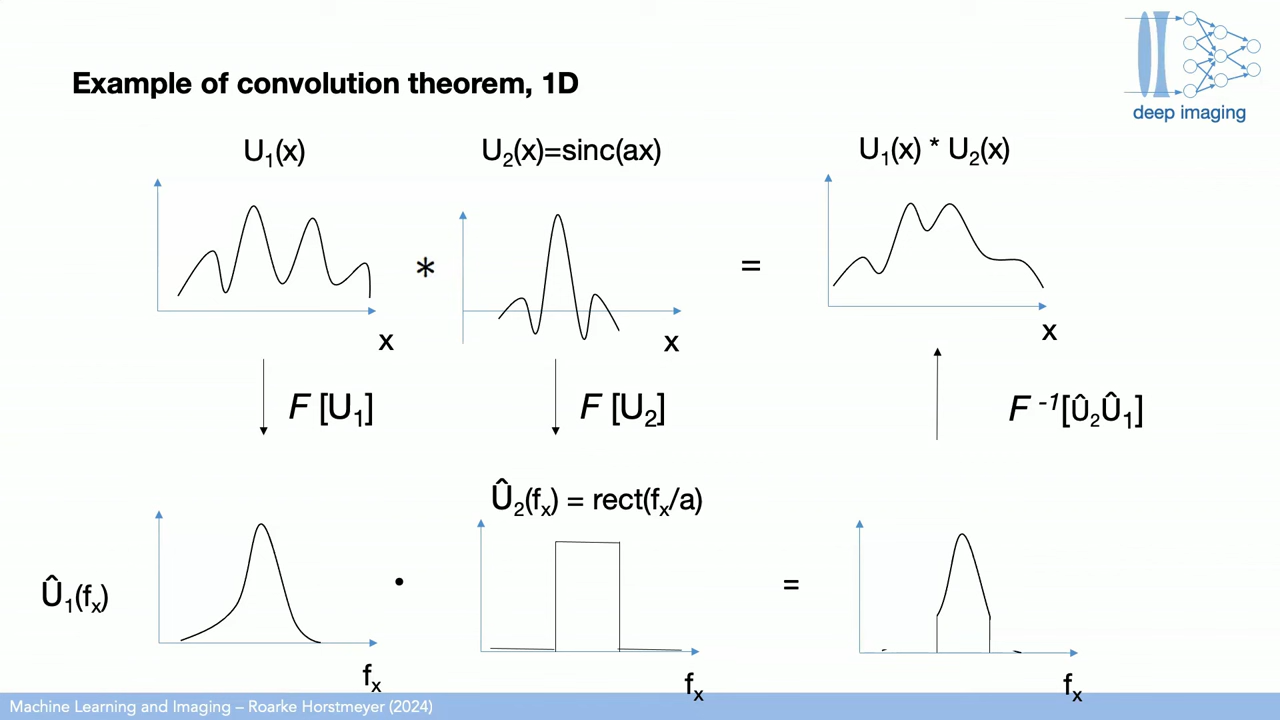 Example of convolution theorem, 1D
deep imaging
U₁(x)
U₂(x)=sinc(ax)
U₁(x) * U₂(x)
*
=
x
x
x
F [U₁]
F [U₂]
F ⁻¹[Û₂Û₁]
Û₂(fₓ) = rect(fₓ/a)
Û₁(fₓ)
•
=
fₓ
fₓ
fₓ
Machine Learning and Imaging – Roarke Horstmeyer (2024)